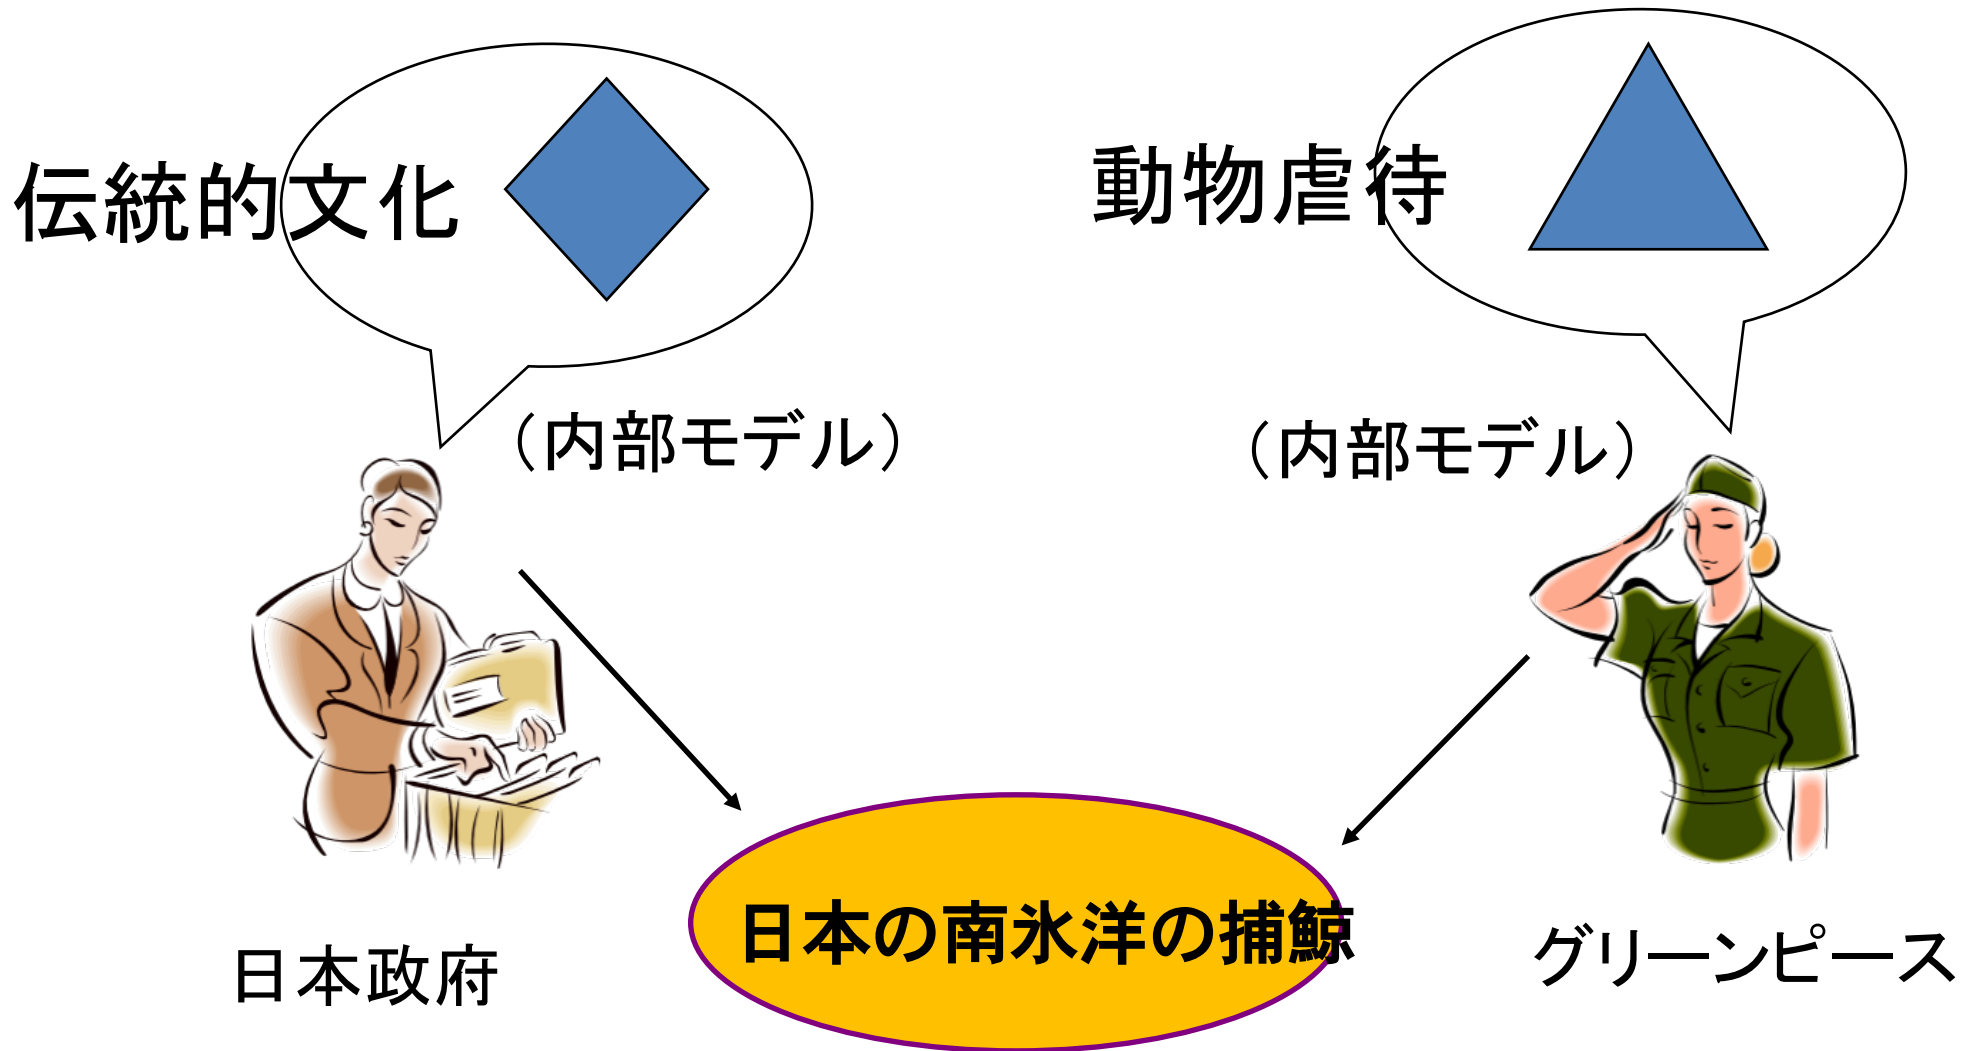 伝統的文化
動物虐待
（内部モデル）
（内部モデル）
日本の南氷洋の捕鯨
日本政府
グリーンピース